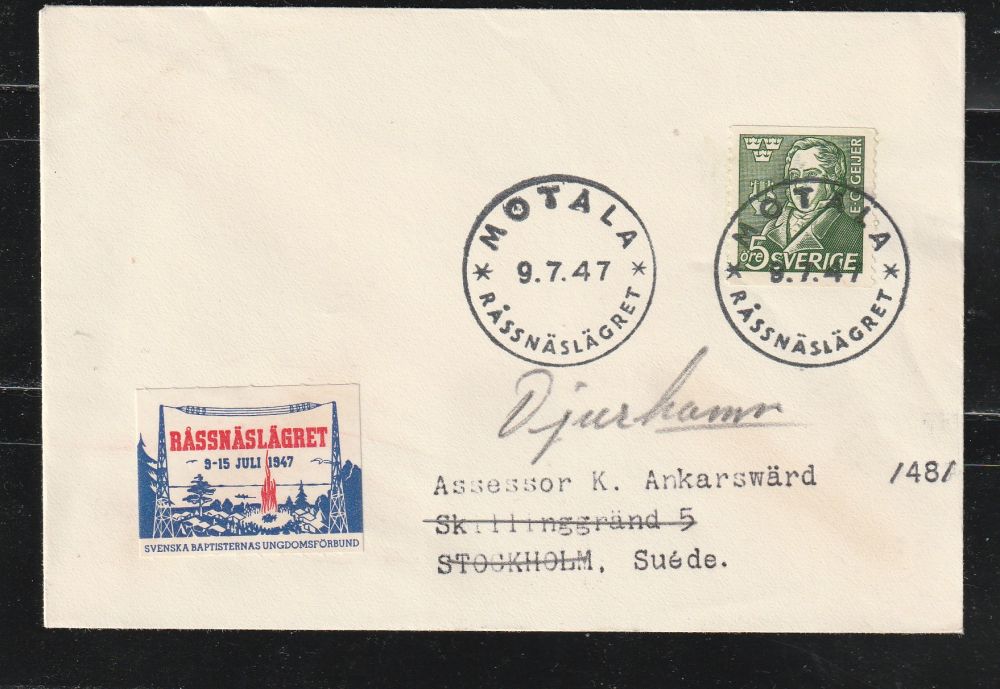 E.G.GEIJER
5 öre SVERIGE
MOTALA
9.7.47
RÅSSNÄSLÄGRET
MOTALA
9.7.47
RÅSSNÄSLÄGRET
Djurhamn
RÅSSNÄSLÄGRET
9-15 JULI 1947
SVENSKA BAPTISTERNAS UNGDOMSFÖRBUND
Assessor K. Ankarswärd /48/
Skillinggränd 5
STOCKHOLM, Suéde.